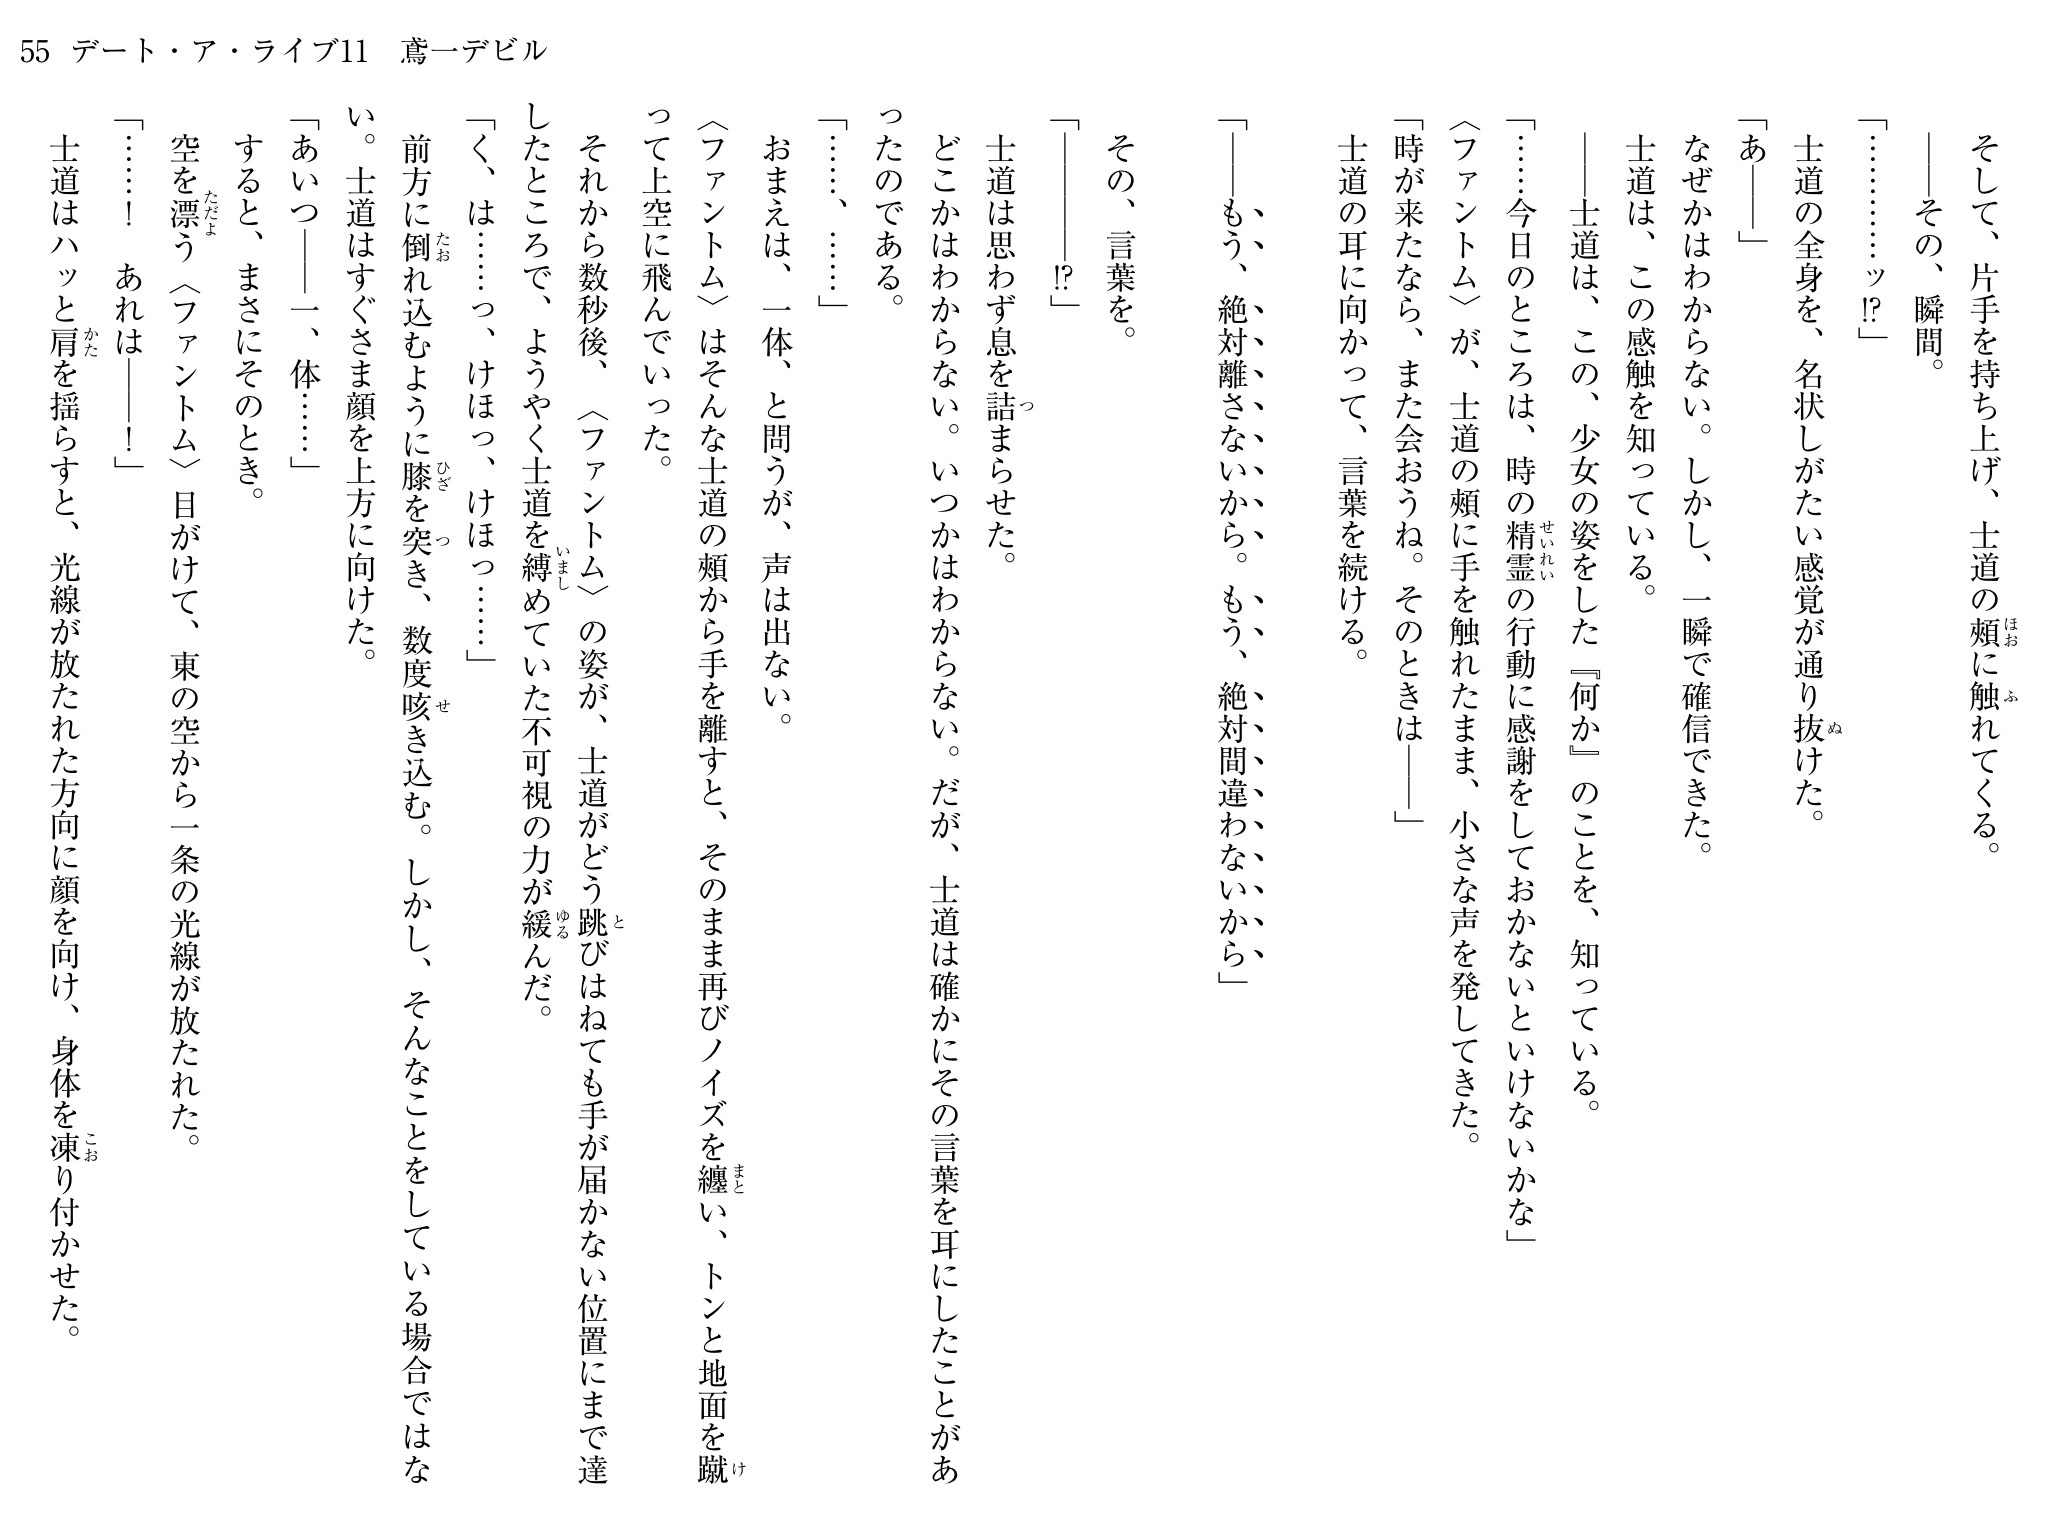 55 デート・ア・ライブ11　鳶一デビル
　そして、片手を持ち上げ、士道の頬に触れてくる。
　――その、瞬間。
「…………ッ!?」
　士道の全身を、名状しがたい感覚が通り抜けた。
「あ――」
　なぜかはわからない。しかし、一瞬で確信できた。
　士道は、この感触を知っている。
　――士道は、この、少女の姿をした『何か』のことを、知っている。
「……今日のところは、時の精霊の行動に感謝をしておかないといけないかな」
〈ファントム〉が、士道の頬に手を触れたまま、小さな声を発してきた。
「時が来たなら、また会おうね。そのときは――」
　士道の耳に向かって、言葉を続ける。
「――もう、絶対離さないから。もう、絶対間違わないから」
　その、言葉を。
「――――!?」
　士道は思わず息を詰まらせた。
　どこかはわからない。いつかはわからない。だが、士道は確かにその言葉を耳にしたことがあ
ったのである。
「……、……」
　おまえは、一体、と問うが、声は出ない。
〈ファントム〉はそんな士道の頬から手を離すと、そのまま再びノイズを纏い、トンと地面を蹴
って上空に飛んでいった。
　それから数秒後、〈ファントム〉の姿が、士道がどう跳びはねても手が届かない位置にまで達
したところで、ようやく士道を縛めていた不可視の力が緩んだ。
「く、は……っ、けほっ、けほっ……」
　前方に倒れ込むように膝を突き、数度咳き込む。しかし、そんなことをしている場合ではな
い。士道はすぐさま顔を上方に向けた。
「あいつ――一、体……」
　すると、まさにそのとき。
　空を漂う〈ファントム〉目がけて、東の空から一条の光線が放たれた。
「……！　あれは――！」
　士道はハッと肩を揺らすと、光線が放たれた方向に顔を向け、身体を凍り付かせた。